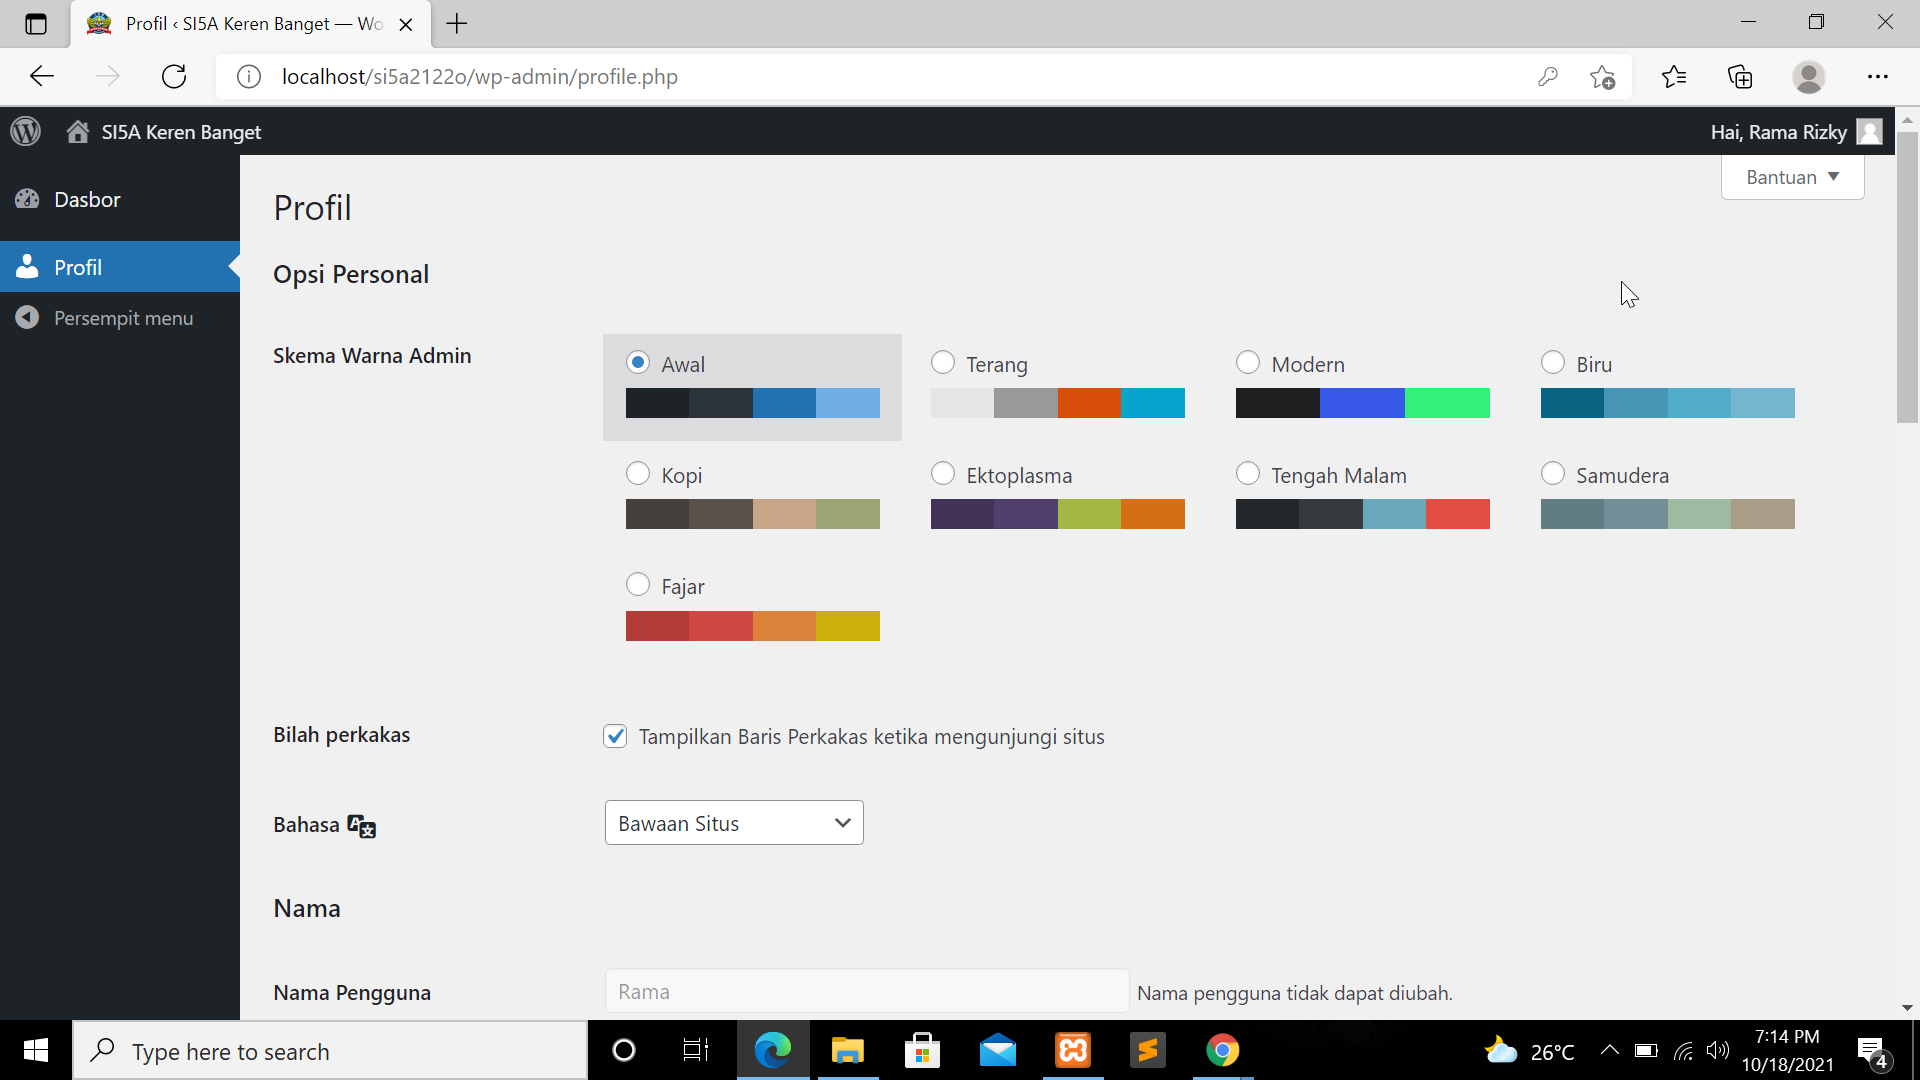 Profil ‹ SI5A Keren Banget — Wo
localhost/si5a2122o/wp-admin/profile.php
SI5A Keren Banget
Hai, Rama Rizky
Bantuan
Dasbor
Profil
Persempit menu
Profil
Opsi Personal
Skema Warna Admin
Awal
Terang
Modern
Biru
Kopi
Ektoplasma
Tengah Malam
Samudera
Fajar
Bilah perkakas
Tampilkan Baris Perkakas ketika mengunjungi situs
Bahasa
Bawaan Situs
Nama
Nama Pengguna
Rama
Nama pengguna tidak dapat diubah.
Type here to search
26°C
7:14 PM
10/18/2021
4